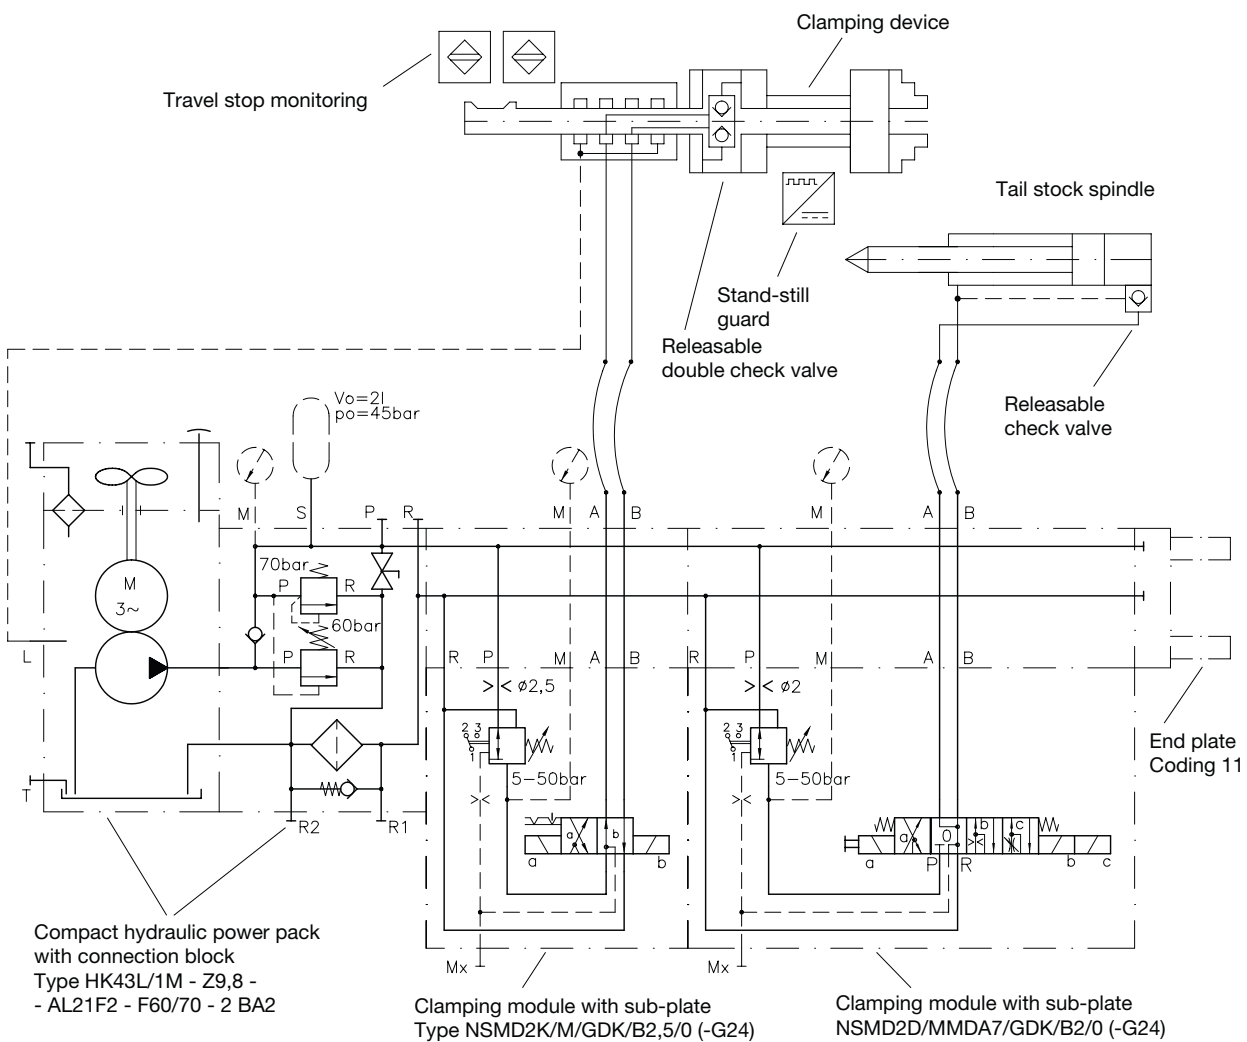 Clamping device
Travel stop monitoring
Tail stock spindle
Stand-still
guard
Releasable
double check valve
Releasable
check valve
Vo=2l
po=45bar
M
S
P
R
M
A
B
M
A
B
70bar
P
R
M
3~
60bar
P
R
L
R
P
M
A
B
R
P
M
A
B
ø2,5
ø2
2 3
1
5-50bar
2 3
1
5-50bar
End plate
Coding 11
T
R2
R1
a
b
a
b
a
0
b
c
a
P
R
b
c
Mx
Mx
Compact hydraulic power pack
with connection block
Type HK43L/1M - Z9,8 -
- AL21F2 - F60/70 - 2 BA2
Clamping module with sub-plate
Type NSMD2K/M/GDK/B2,5/0 (-G24)
Clamping module with sub-plate
NSMD2D/MMDA7/GDK/B2/0 (-G24)